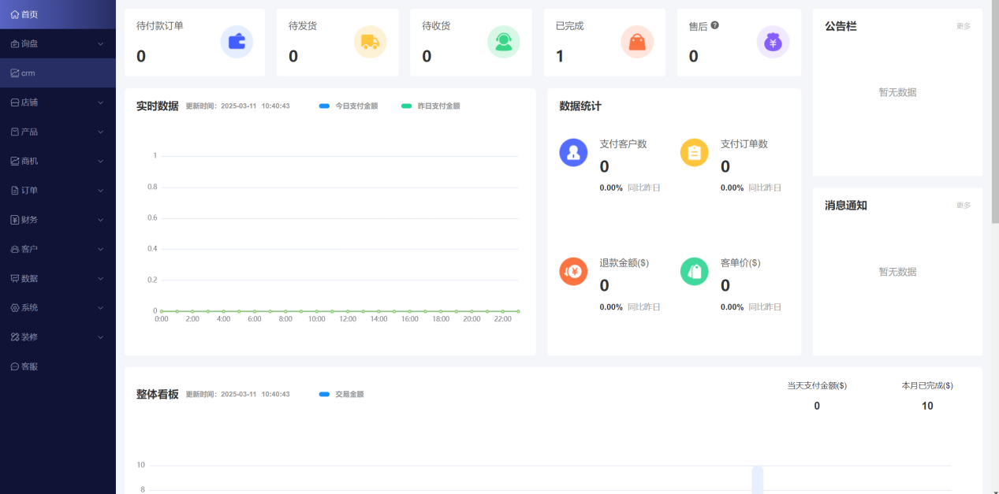 首页
询盘
crm
店铺
产品
商机
订单
财务
客户
数据
系统
装修
客服
待付款订单
0
待发货
0
待收货
0
已完成
1
售后 ?
0
公告栏 更多
暂无数据
实时数据 更新时间: 2025-03-11 10:40:43 今日支付金额 昨日支付金额
1
0.8
0.6
0.4
0.2
0
0:00 2:00 4:00 6:00 8:00 10:00 12:00 14:00 16:00 18:00 20:00 22:00
数据统计
支付客户数
0
0.00% 同比昨日
支付订单数
0
0.00% 同比昨日
退款金额($)
0
0.00% 同比昨日
客单价($)
0
0.00% 同比昨日
消息通知 更多
暂无数据
整体看板 更新时间: 2025-03-11 10:40:43 交易金额
当天支付金额($)
0
本月已完成($)
10
10
8